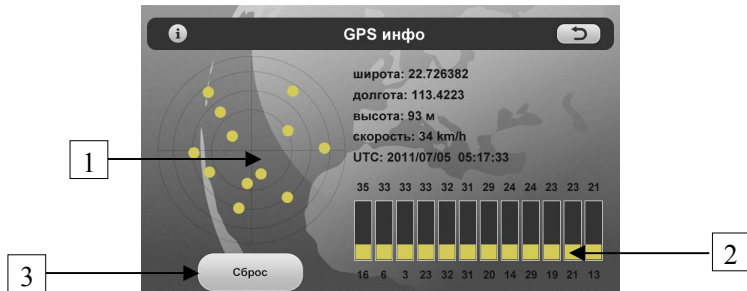 GPS инфо
широта: 22.726382
долгота: 113.4223
высота: 93 м
скорость: 34 km/h
UTC: 2011/07/05 05:17:33
1
35 33 33 33 32 31 29 24 24 23 23 21
2
16 6 3 23 32 31 20 14 29 19 21 13
3
Сброс